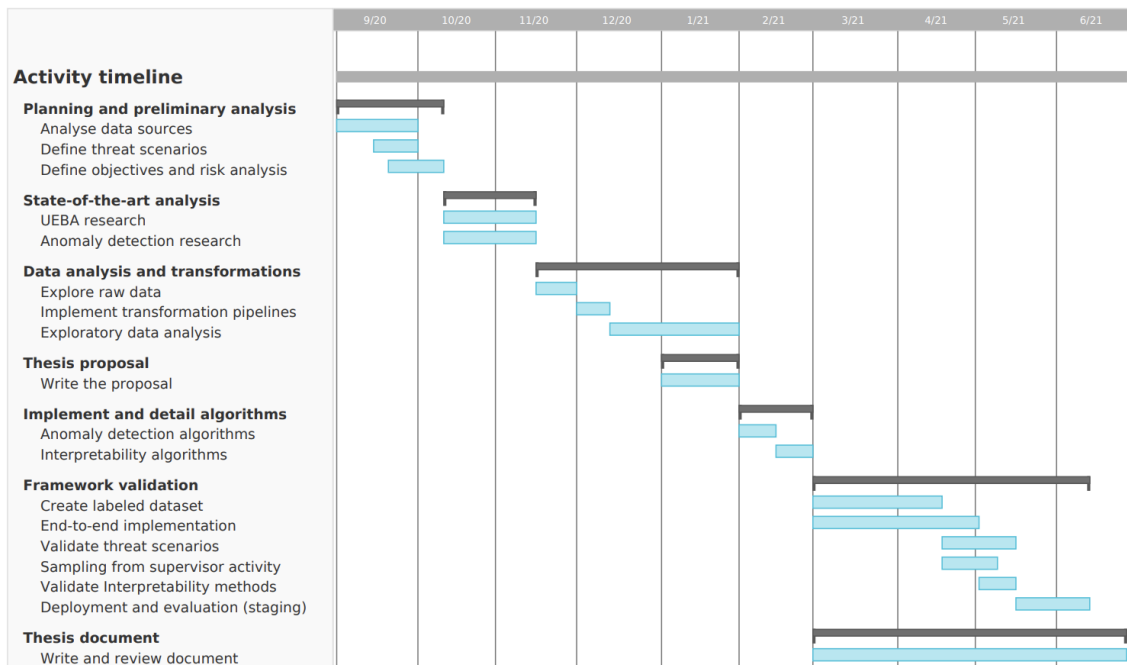 9/20 10/20 11/20 12/20 1/21 2/21 3/21 4/21 5/21 6/21
Activity timeline
Planning and preliminary analysis
Analyse data sources
Define threat scenarios
Define objectives and risk analysis
State-of-the-art analysis
UEBA research
Anomaly detection research
Data analysis and transformations
Explore raw data
Implement transformation pipelines
Exploratory data analysis
Thesis proposal
Write the proposal
Implement and detail algorithms
Anomaly detection algorithms
Interpretability algorithms
Framework validation
Create labeled dataset
End-to-end implementation
Validate threat scenarios
Sampling from supervisor activity
Validate Interpretability methods
Deployment and evaluation (staging)
Thesis document
Write and review document